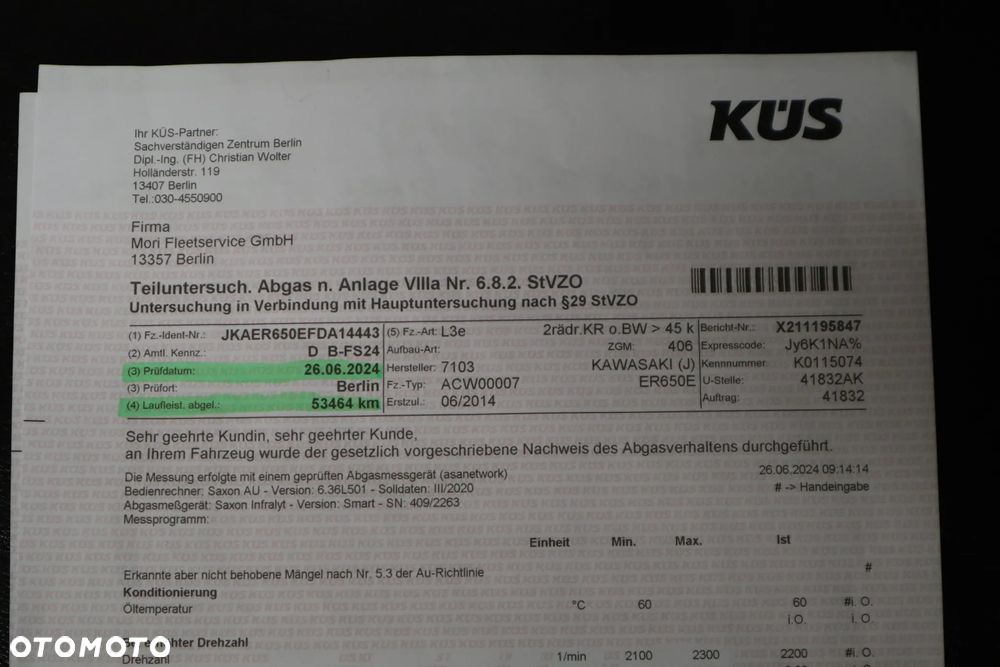 KÜS
Ihr KÜS-Partner:
Sachverständigen Zentrum Berlin
Dipl.-Ing. (FH) Christian Wolter
Holländerstr. 119
13407 Berlin
Tel.:030-4550900
Firma
Mori Fleetservice GmbH
13357 Berlin
Teiluntersuch. Abgas n. Anlage VIIIa Nr. 6.8.2. StVZO
Untersuchung in Verbindung mit Hauptuntersuchung nach §29 StVZO
(1) Fz.-Ident-Nr.: JKAER650EFDA14443 (5) Fz.-Art: L3e 2rädr.KR o.BW > 45 k Bericht-Nr.: X211195847
(2) Amtl. Kennz.: D B-FS24 Aufbau-Art: ZGM: 406 Expresscode: Jy6K1NA%
(3) Prüfdatum: 26.06.2024 Hersteller: 7103 KAWASAKI (J) Kennnummer K0115074
(3) Prüfort: Berlin Fz.-Typ: ACW00007 ER650E U-Stelle: 41832AK
(4) Laufleist. abgel.: 53464 km Erstzul.: 06/2014 Auftrag: 41832
Sehr geehrte Kundin, sehr geehrter Kunde,
an Ihrem Fahrzeug wurde der gesetzlich vorgeschriebene Nachweis des Abgasverhaltens durchgeführt.
Die Messung erfolgte mit einem geprüften Abgasmessgerät (asanetwork) 26.06.2024 09:14:14
Bedienrechner: Saxon AU - Version: 6.36L501 - Solidaten: III/2020 # -> Handeingabe
Abgasmeßgerät: Saxon Infralyt - Version: Smart - SN: 409/2263
Messprogramm:
Einheit Min. Max. Ist
Erkannte aber nicht behobene Mängel nach Nr. 5.3 der Au-Richtlinie #
Konditionierung
Öltemperatur °C 60 60 #i. O.
i.O. i. O.
Drehzahl
Drehzahl 1/min 2100 2300 2200 #i. O.
OTOMOTO